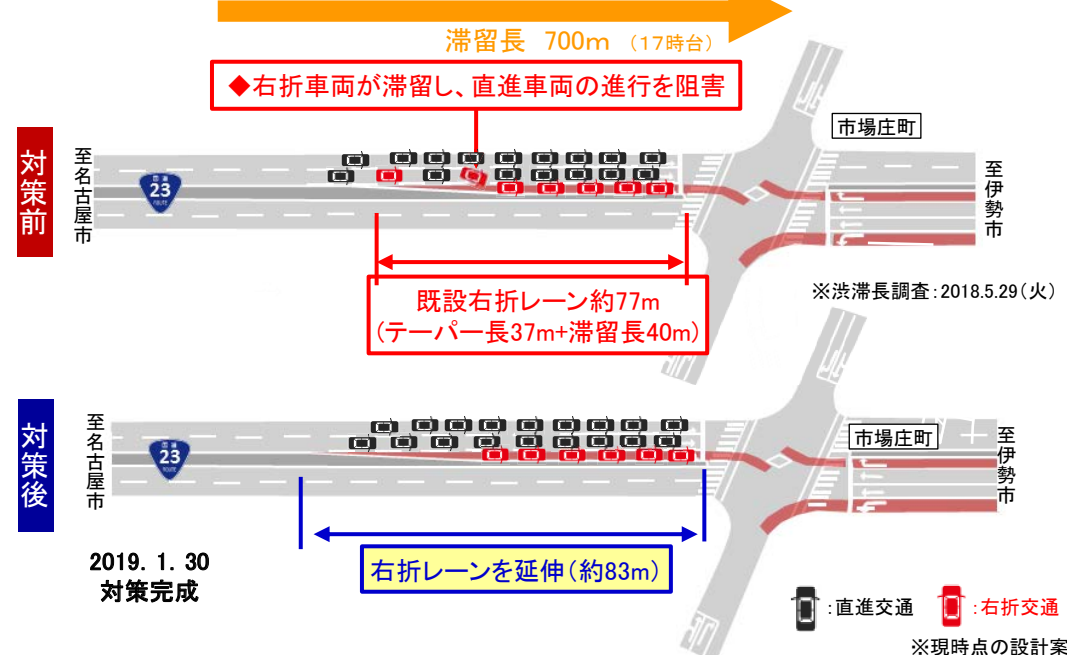 滞留長 700m (17時台)
◆右折車両が滞留し、直進車両の進行を阻害
市場庄町
対策前
至名古屋市
国道
23
ROUTE
至伊勢市
※渋滞長調査:2018.5.29(火)
既設右折レーン約77m
(テーパー長37m+滞留長40m)
対策後
至名古屋市
国道
23
ROUTE
市場庄町
至伊勢市
2019. 1. 30
対策完成
右折レーンを延伸(約83m)
:直進交通
:右折交通
※現時点の設計案